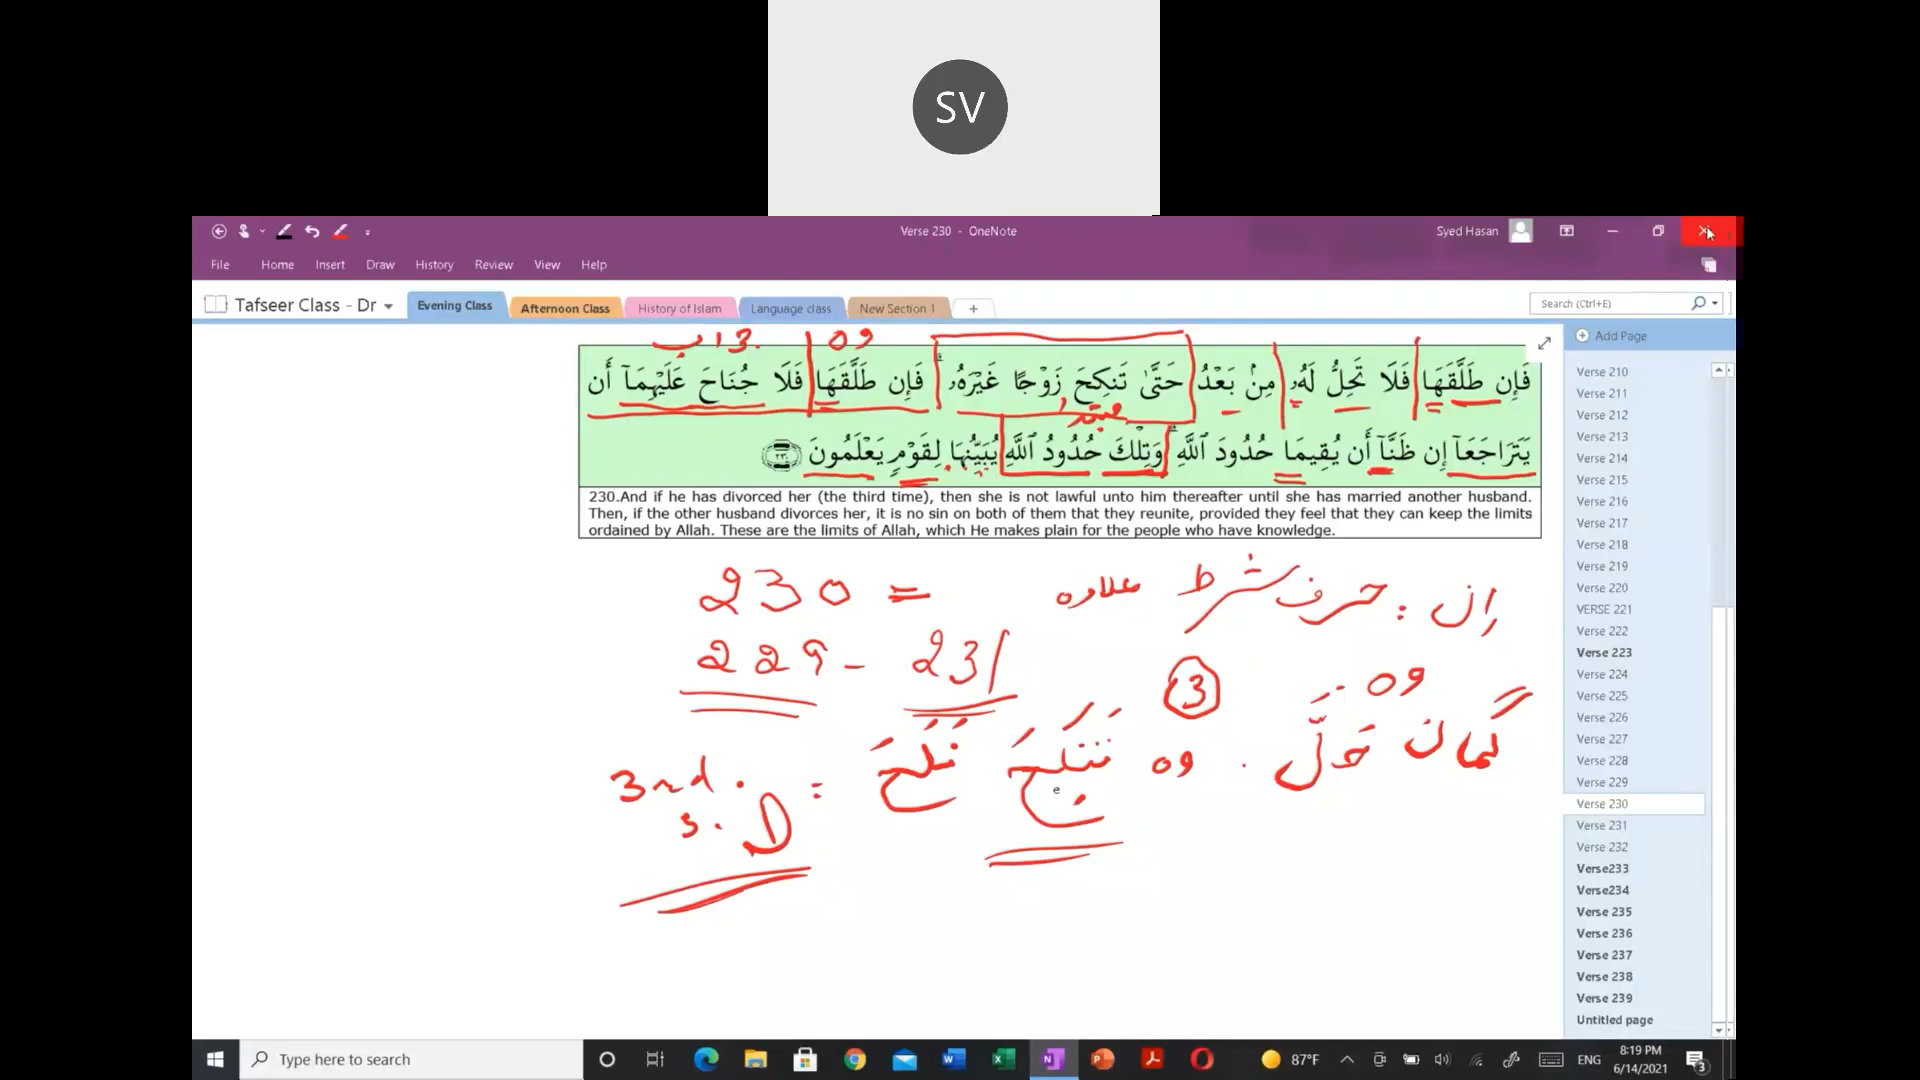 SV
Verse 230 - OneNote
Syed Hasan
File Home Insert Draw History Review View Help
Tafseer Class - Dr
Evening Class
Afternoon Class
History of Islam
Language class
New Section 1
+
Search (Ctrl+E)
Add Page
وہ
فَإِن طَلَّقَهَا فَلَا تَحِلُّ لَهُۥ مِنۢ بَعْدُ حَتَّىٰ تَنكِحَ زَوْجًا غَيْرَهُۥ ۗ فَإِن طَلَّقَهَا فَلَا جُنَاحَ عَلَيْهِمَآ أَن
يَتَرَاجَعَآ إِن ظَنَّآ أَن يُقِيمَا حُدُودَ ٱللَّهِ ۗ وَتِلْكَ حُدُودُ ٱللَّهِ يُبَيِّنُهَا لِقَوْمٍ يَعْلَمُونَ ٢٣٠
230.And if he has divorced her (the third time), then she is not lawful unto him thereafter until she has married another husband.
Then, if the other husband divorces her, it is no sin on both of them that they reunite, provided they feel that they can keep the limits
ordained by Allah. These are the limits of Allah, which He makes plain for the people who have knowledge.
اِن : حرف شرط علاوہ
230 =
229 - 231
3
وہ
گمان
وہ
تَنكِحَ
3rd.
s.
Verse 210
Verse 211
Verse 212
Verse 213
Verse 214
Verse 215
Verse 216
Verse 217
Verse 218
Verse 219
Verse 220
VERSE 221
Verse 222
Verse 223
Verse 224
Verse 225
Verse 226
Verse 227
Verse 228
Verse 229
Verse 230
Verse 231
Verse 232
Verse233
Verse234
Verse 235
Verse 236
Verse 237
Verse 238
Verse 239
Untitled page
Type here to search
87°F
ENG
8:19 PM
6/14/2021
3